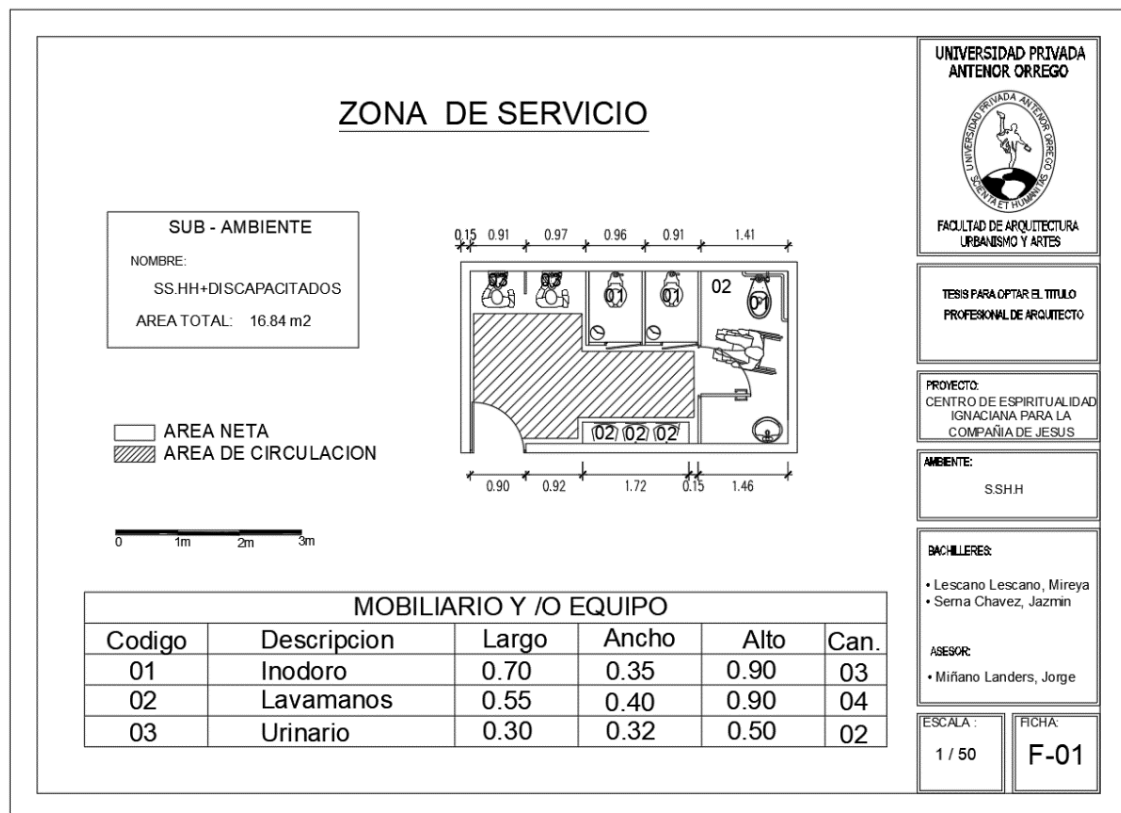 ZONA DE SERVICIO
SUB - AMBIENTE
NOMBRE:
SS.HH+DISCAPACITADOS
AREA TOTAL: 16.84 m2
AREA NETA
AREA DE CIRCULACION
0 1m 2m 3m
0.15 0.91 0.97 0.96 0.91 1.41
03 03 01 01 02 01
02 02 02
0.90 0.92 1.72 0.15 1.46
MOBILIARIO Y /O EQUIPO
Codigo Descripcion Largo Ancho Alto Can.
01 Inodoro 0.70 0.35 0.90 03
02 Lavamanos 0.55 0.40 0.90 04
03 Urinario 0.30 0.32 0.50 02
UNIVERSIDAD PRIVADA
ANTENOR ORREGO
UNIVERSIDAD PRIVADA ANTENOR ORREGO
SCIENTA ET HUMANITAS
FACULTAD DE ARQUITECTURA
URBANISMO Y ARTES
TESIS PARA OPTAR EL TITULO
PROFESIONAL DE ARQUITECTO
PROYECTO:
CENTRO DE ESPIRITUALIDAD
IGNACIANA PARA LA
COMPAÑIA DE JESUS
AMBIENTE:
S.S.H.H
BACHILLERES:
• Lescano Lescano, Mireya
• Serna Chavez, Jazmin
ASESOR:
• Miñano Landers, Jorge
ESCALA :
1 / 50
FICHA:
F-01